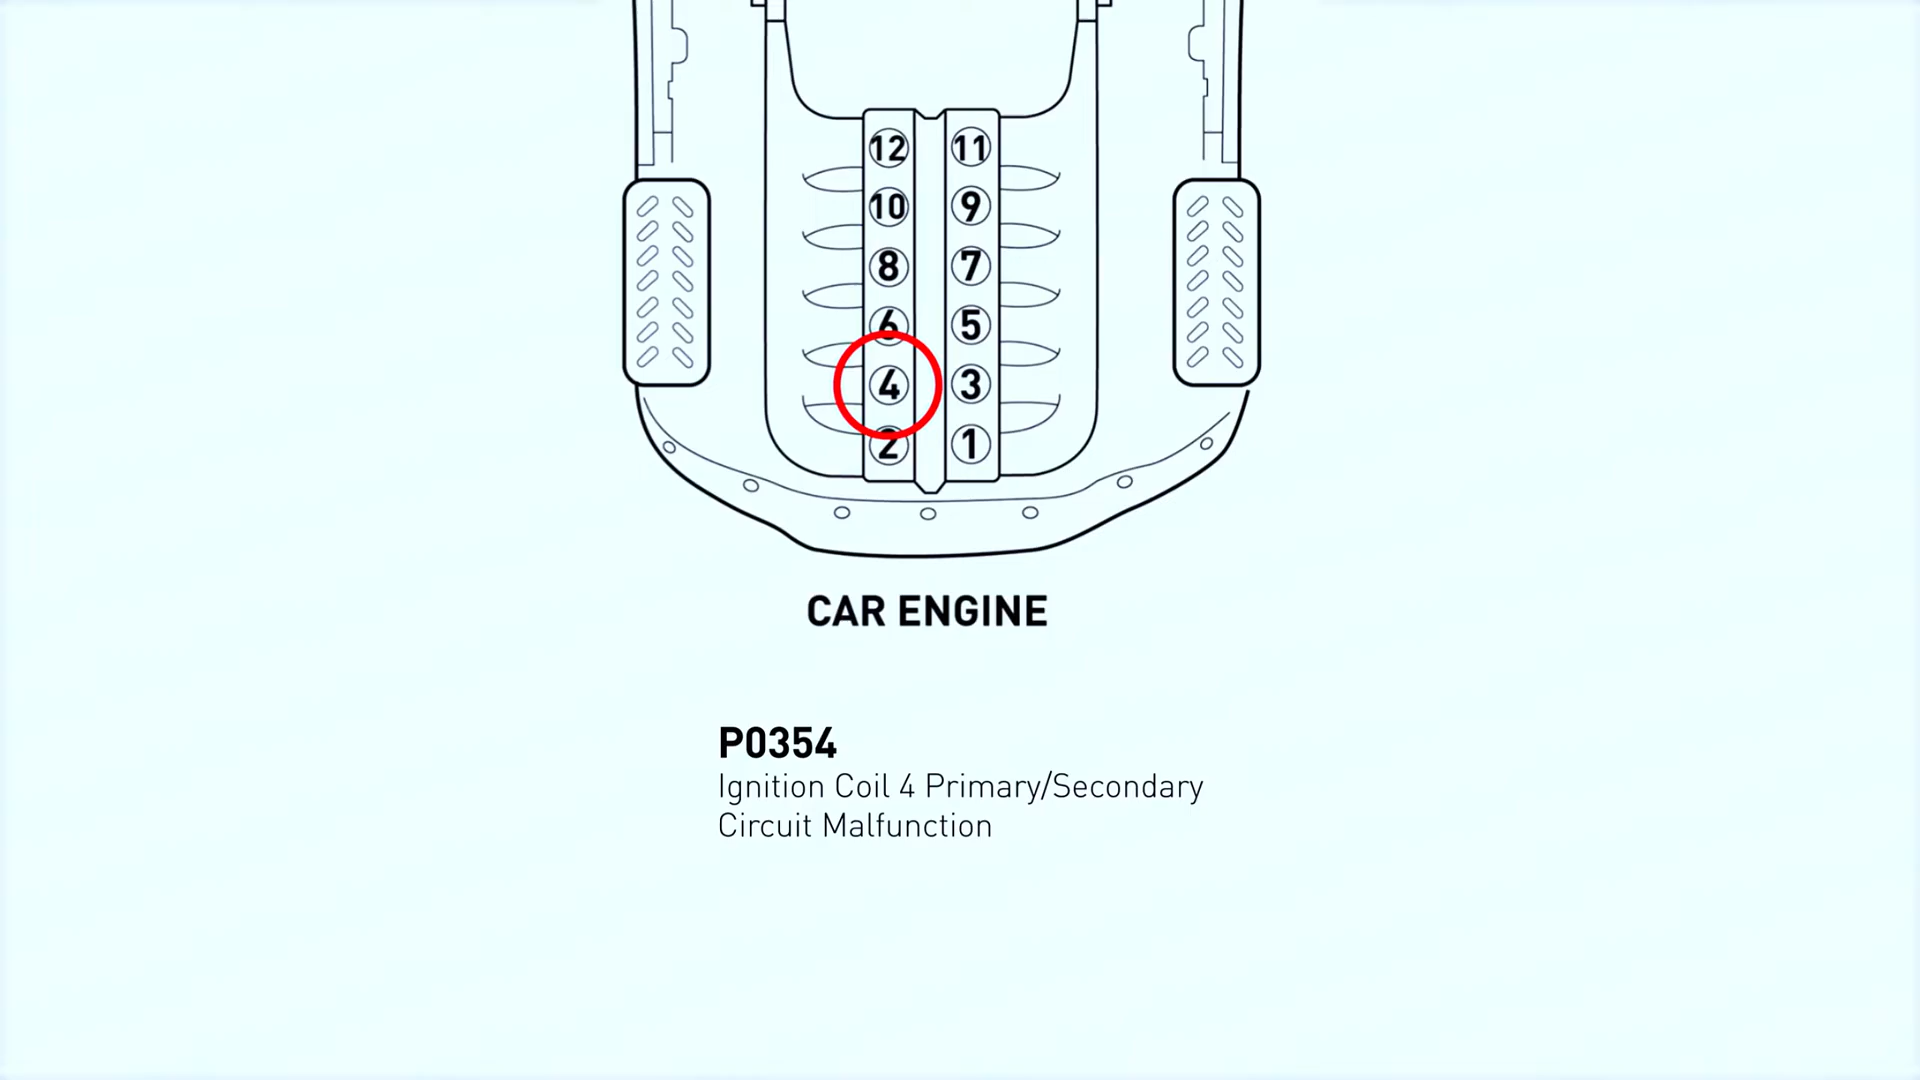 12 11
10 9
8 7
6 5
4 3
2 1
CAR ENGINE
P0354
Ignition Coil 4 Primary/Secondary
Circuit Malfunction